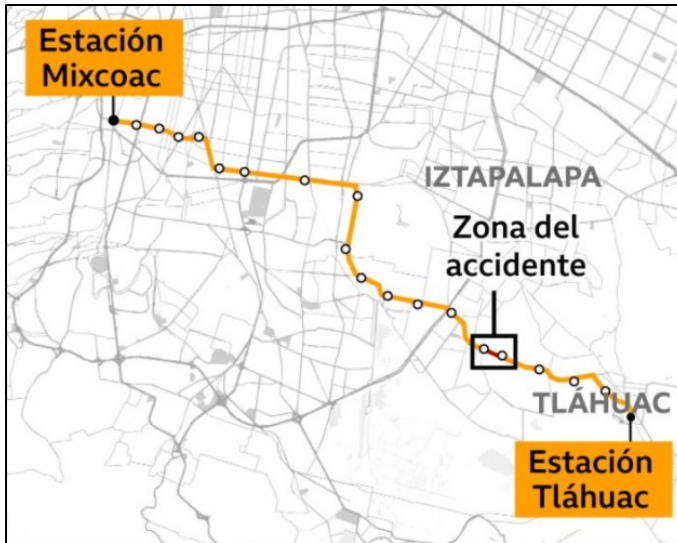 Estación
Mixcoac
IZTAPALAPA
Zona del
accidente
TLÁHUAC
Estación
Tláhuac